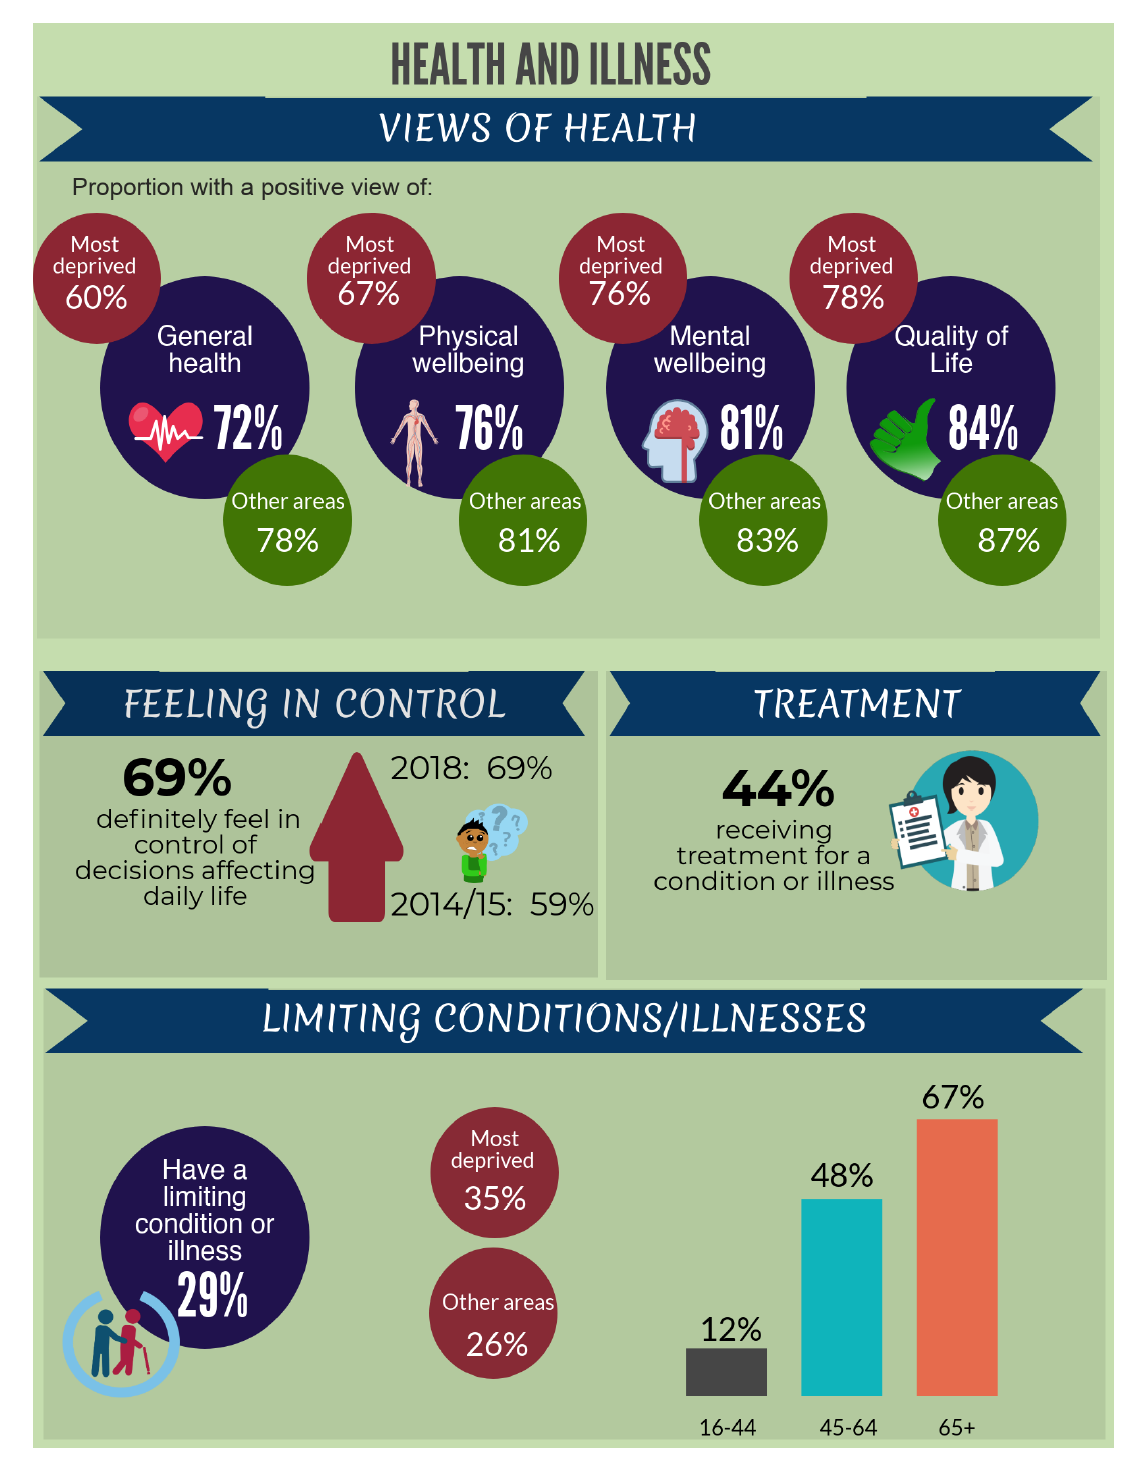 HEALTH AND ILLNESS
VIEWS OF HEALTH
Proportion with a positive view of:
Most
deprived
60%
General
health
72%
Other areas
78%
Most
deprived
67%
Physical
wellbeing
76%
Other areas
81%
Most
deprived
76%
Mental
wellbeing
81%
Other areas
83%
Most
deprived
78%
Quality of
Life
84%
Other areas
87%
FEELING IN CONTROL
69%
definitely feel in
control of
decisions affecting
daily life
2018: 69%
? ? ? ? ?
2014/15: 59%
TREATMENT
44%
receiving
treatment for a
condition or illness
LIMITING CONDITIONS/ILLNESSES
Have a
limiting
condition or
illness
29%
Most
deprived
35%
Other areas
26%
12%
48%
67%
16-44
45-64
65+